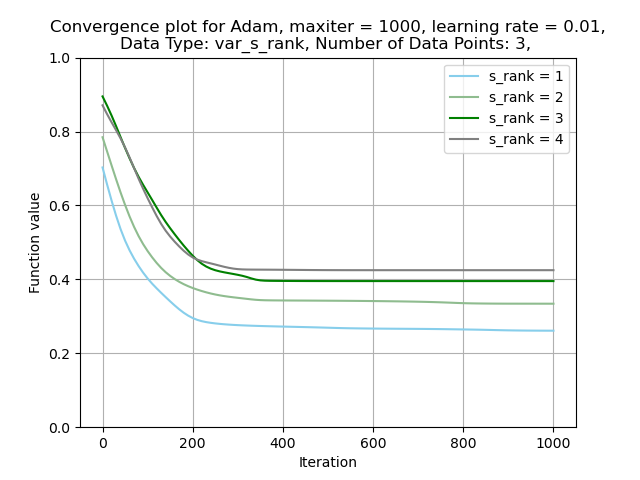 Convergence plot for Adam, maxiter = 1000, learning rate = 0.01,
Data Type: var_s_rank, Number of Data Points: 3,
s_rank = 1
s_rank = 2
s_rank = 3
s_rank = 4
1.0
0.8
0.6
0.4
0.2
0.0
Function value
0 200 400 600 800 1000
Iteration